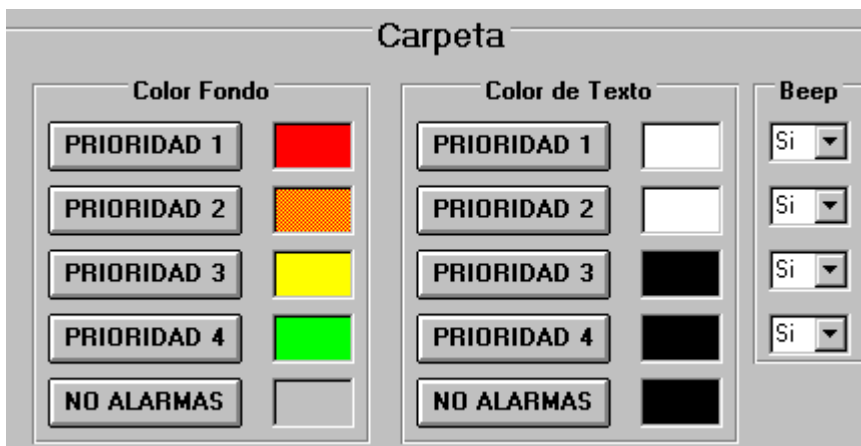 Carpeta
Color Fondo
PRIORIDAD 1
PRIORIDAD 2
PRIORIDAD 3
PRIORIDAD 4
NO ALARMAS
Color de Texto
PRIORIDAD 1
PRIORIDAD 2
PRIORIDAD 3
PRIORIDAD 4
NO ALARMAS
Beep
Si
Si
Si
Si